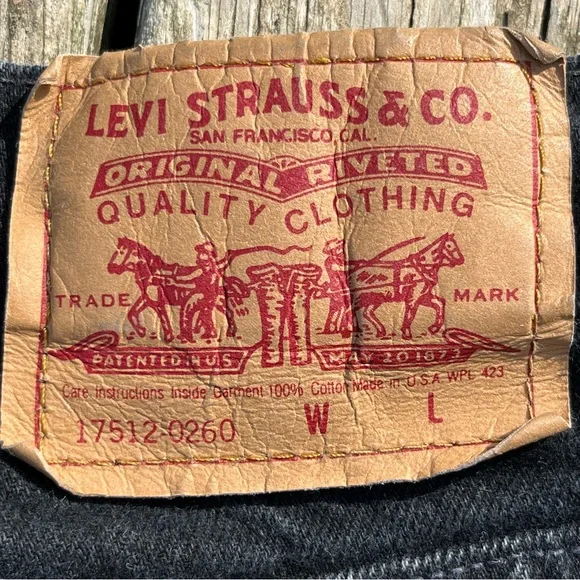 LEVI STRAUSS & CO.
SAN FRANCISCO, CAL.
ORIGINAL RIVETED
QUALITY CLOTHING
TRADE MARK
PATENTED IN U.S. MAY 20 1873
Care Instructions Inside Garment 100% Cotton Made in U S A WPL 423
17512-0260 W L